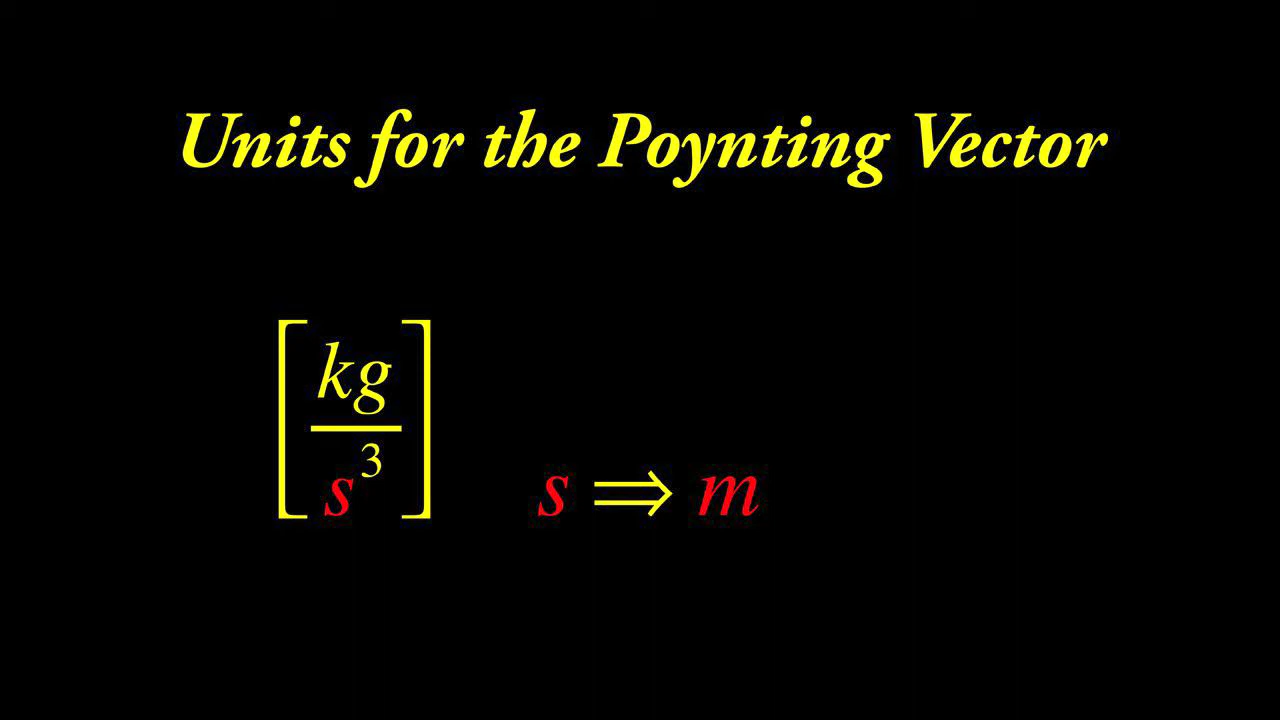 Units for the Poynting Vector
[kg/s³] s ⇒ m